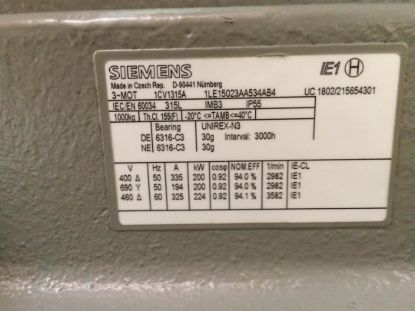 SIEMENS IE1 H
Made in Czech Rep. D-90441 Nürnberg
3~MOT 1CV1315A 1LE15023AA534AB4 UC 1802/215654301
IEC/EN 60034 315L IMB3 IP55
1000kg Th.Cl. 155(F) -20°C <=TAMB<=40°C
Bearing UNIREX-N3
DE 6316-C3 30g Interval: 3000h
NE 6316-C3 30g
V Hz A kW cosφ NOM.EFF 1/min IE-CL
400 Δ 50 335 200 0.92 94.0 % 2982 IE1
690 Y 50 194 200 0.92 94.0 % 2982 IE1
460 Δ 60 325 224 0.92 94.1 % 3582 IE1